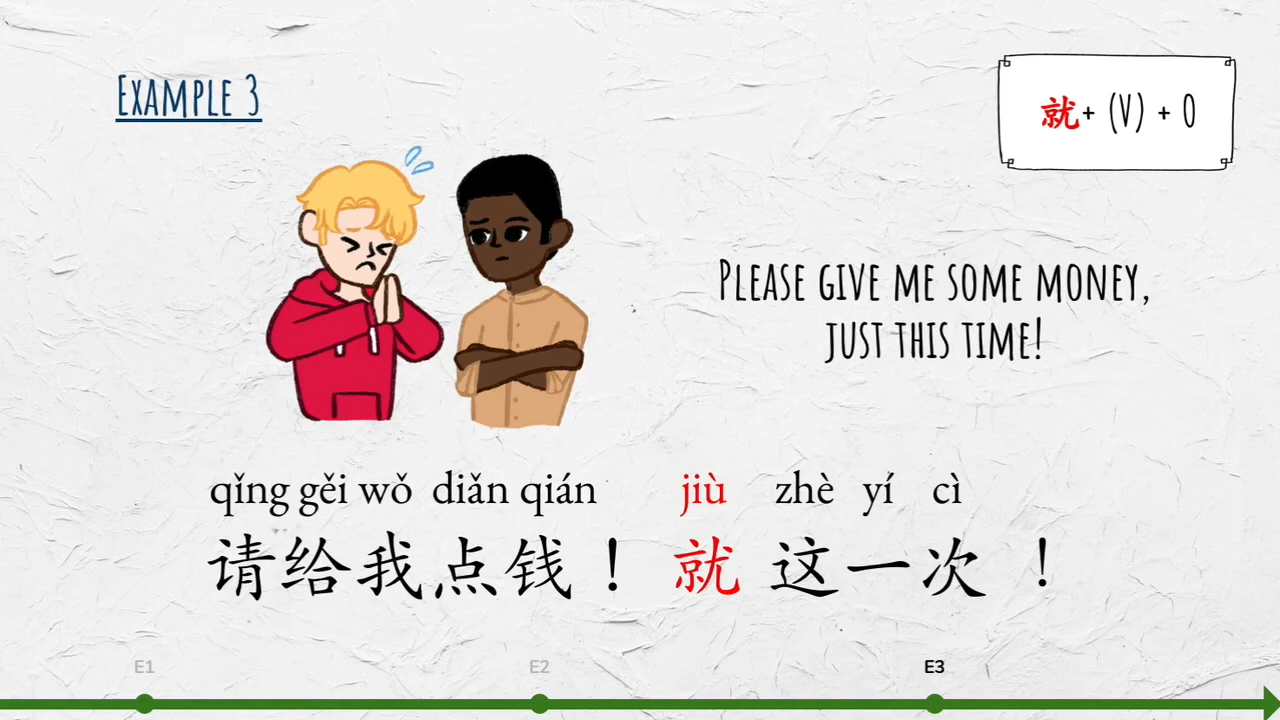 Example 3
就+ (V) + O
Please give me some money,
just this time!
qǐng gěi wǒ diǎn qián jiù zhè yí cì
请给我点钱！就这一次！
E1 E2 E3